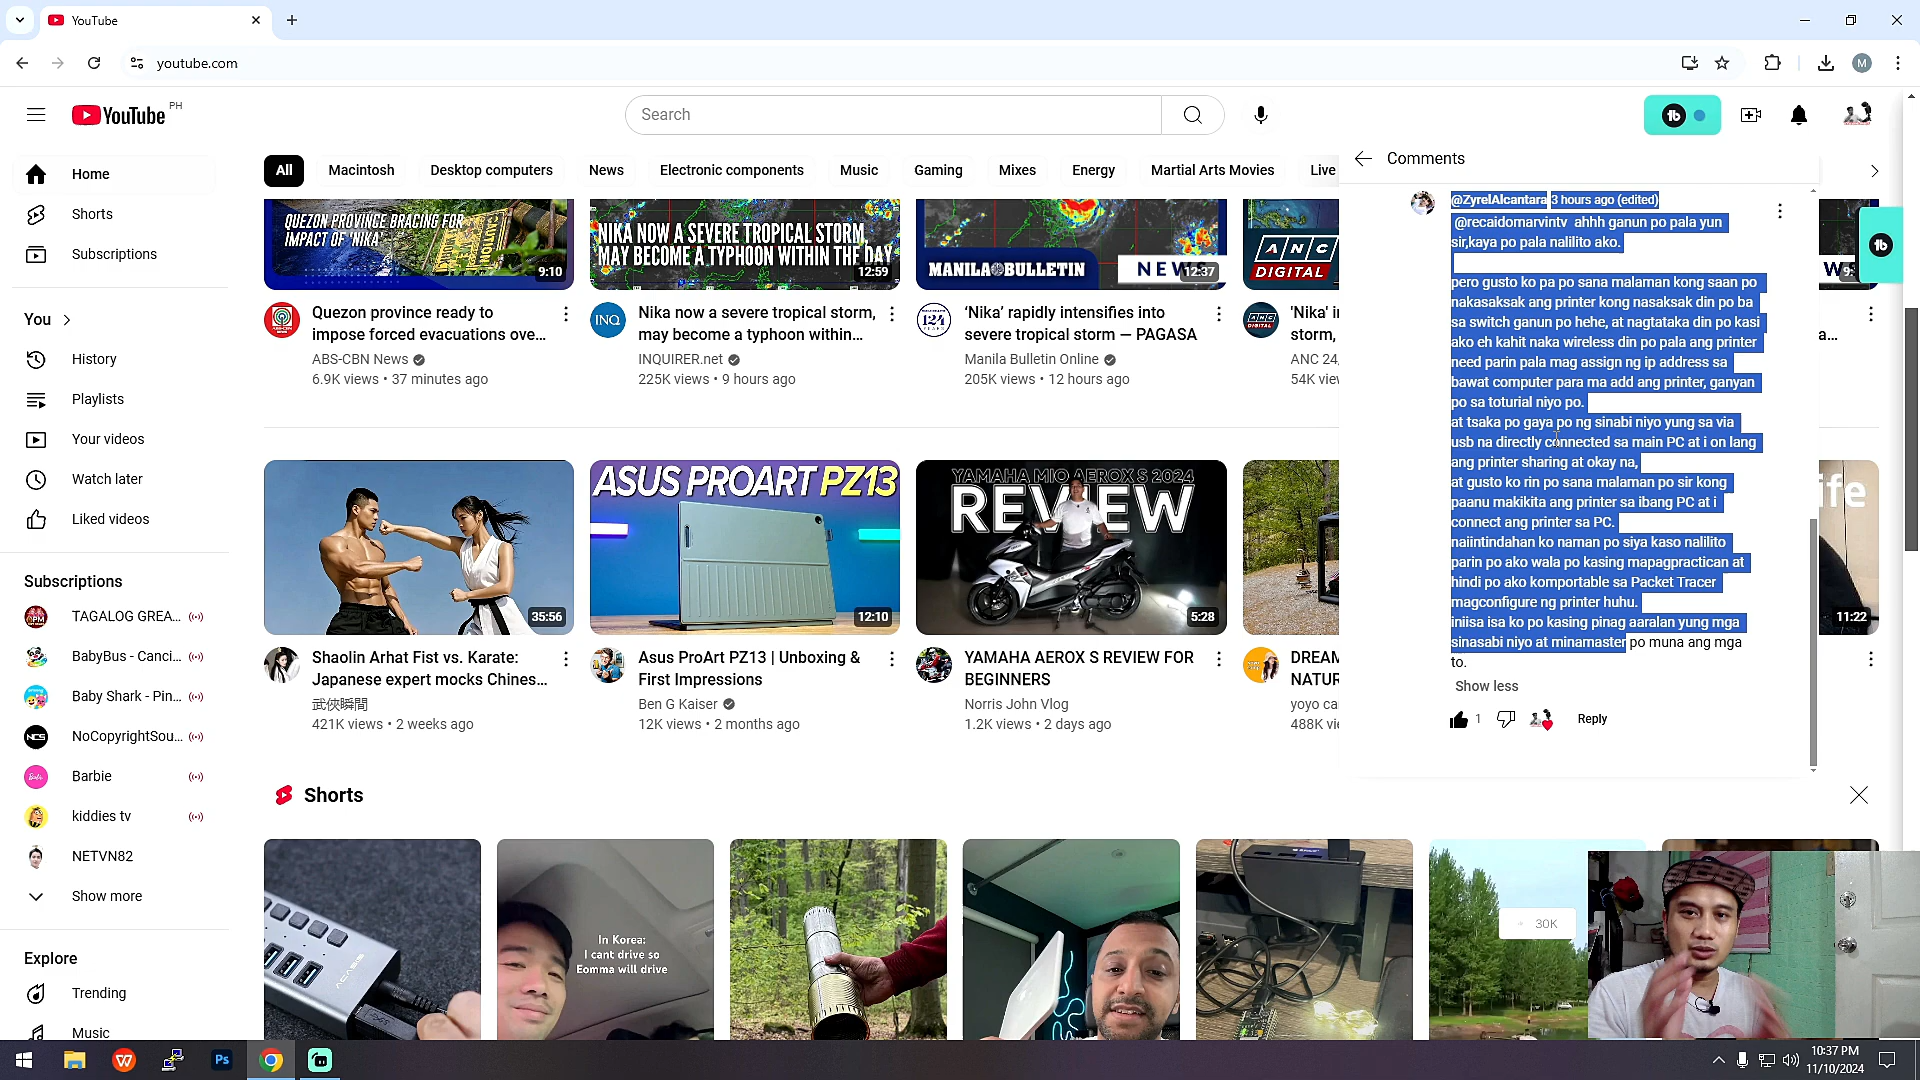 YouTube
youtube.com
M
YouTube PH
Search
Home
Shorts
Subscriptions
You
History
Playlists
Your videos
Watch later
Liked videos
Subscriptions
TAGALOG GREA...
BabyBus - Canci...
Baby Shark - Pin...
NoCopyrightSou...
Barbie
kiddies tv
NETVN82
Show more
Explore
Trending
Music
All
Macintosh
Desktop computers
News
Electronic components
Music
Gaming
Mixes
Energy
Martial Arts Movies
Live
QUEZON PROVINCE BRACING FOR
IMPACT OF 'NIKA'
9:10
Quezon province ready to
impose forced evacuations ove...
ABS-CBN News
6.9K views • 37 minutes ago
NIKA NOW A SEVERE TROPICAL STORM,
MAY BECOME A TYPHOON WITHIN THE DAY
12:59
INQ
Nika now a severe tropical storm,
may become a typhoon within...
INQUIRER.net
225K views • 9 hours ago
MANILA BULLETIN
NEWS
12:37
124
'Nika' rapidly intensifies into
severe tropical storm — PAGASA
Manila Bulletin Online
205K views • 12 hours ago
ANC
DIGITAL
'Nika' i
storm,
ANC 24,
54K vie
a...
35:56
Shaolin Arhat Fist vs. Karate:
Japanese expert mocks Chines...
武俠瞬間
421K views • 2 weeks ago
ASUS PROART PZ13
12:10
Asus ProArt PZ13 | Unboxing &
First Impressions
Ben G Kaiser
12K views • 2 months ago
YAMAHA MIO AEROX S 2024
REVIEW
5:28
YAMAHA AEROX S REVIEW FOR
BEGINNERS
Norris John Vlog
1.2K views • 2 days ago
DREAM
NATUR
yoyo ca
488K vie
ife
11:22
Comments
@ZyrelAlcantara 3 hours ago (edited)
@recaidomarvintv ahhh ganun po pala yun
sir,kaya po pala nalilito ako.
pero gusto ko pa po sana malaman kong saan po
nakasaksak ang printer kong nasaksak din po ba
sa switch ganun po hehe, at nagtataka din po kasi
ako eh kahit naka wireless din po pala ang printer
need parin pala mag assign ng ip address sa
bawat computer para ma add ang printer, ganyan
po sa toturial niyo po.
at tsaka po gaya po ng sinabi niyo yung sa via
usb na directly connected sa main PC at i on lang
ang printer sharing at okay na,
at gusto ko rin po sana malaman po sir kong
paanu makikita ang printer sa ibang PC at i
connect ang printer sa PC.
naiintindahan ko naman po siya kaso nalilito
parin po ako wala po kasing mapagpractican at
hindi po ako komportable sa Packet Tracer
magconfigure ng printer huhu.
iniisa isa ko po kasing pinag aaralan yung mga
sinasabi niyo at minamaster po muna ang mga
to.
Show less
1
Reply
Shorts
In Korea:
I cant drive so
Eomma will drive
30K
Ps
10:37 PM
11/10/2024